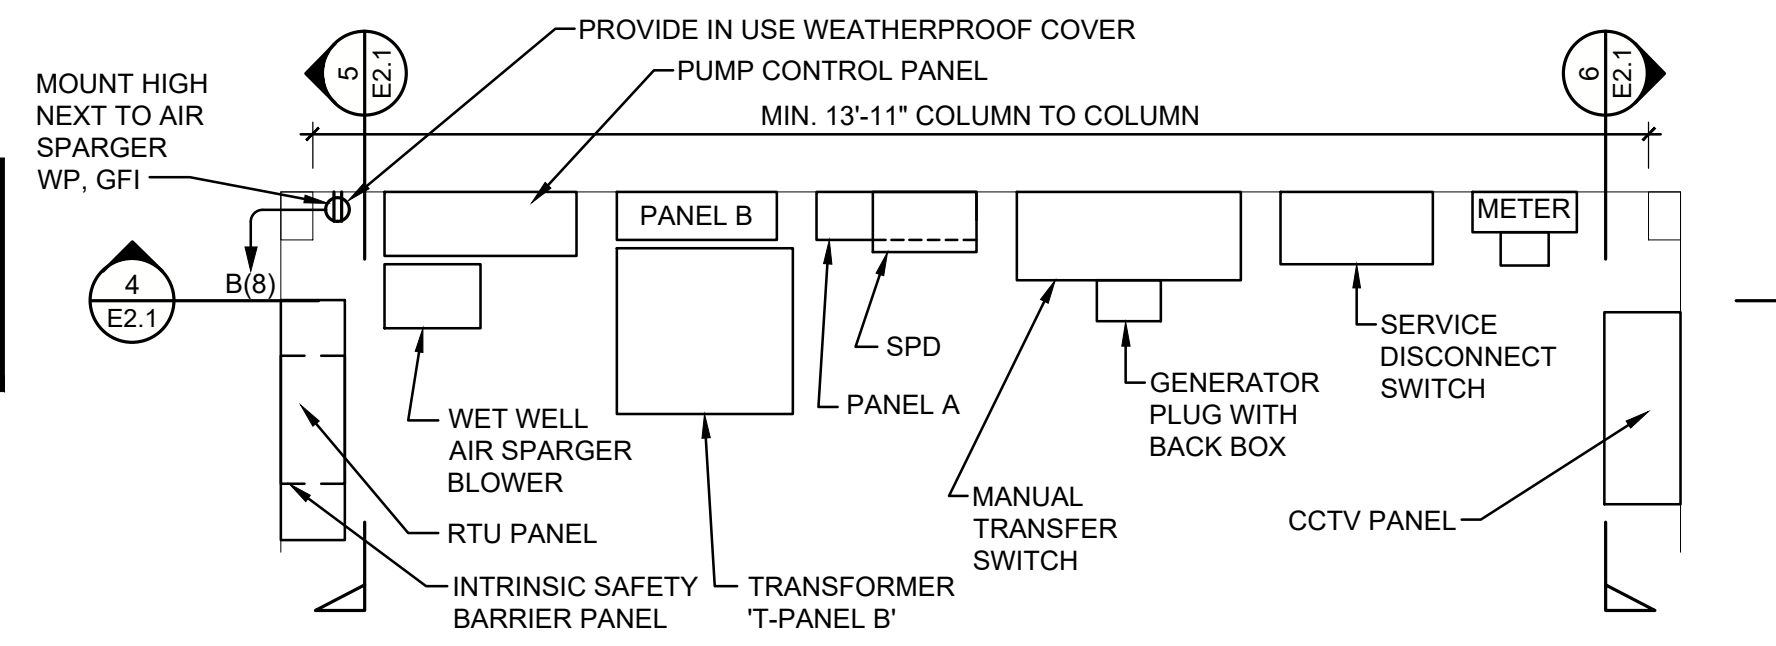 PROVIDE IN USE WEATHERPROOF COVER
PUMP CONTROL PANEL
MIN. 13'-11" COLUMN TO COLUMN
5
E2.1
6
E2.1
MOUNT HIGH
NEXT TO AIR
SPARGER
WP, GFI
PANEL B
METER
B(8)
4
E2.1
SPD
PANEL A
SERVICE
DISCONNECT
SWITCH
GENERATOR
PLUG WITH
BACK BOX
WET WELL
AIR SPARGER
BLOWER
MANUAL
TRANSFER
SWITCH
CCTV PANEL
RTU PANEL
INTRINSIC SAFETY
BARRIER PANEL
TRANSFORMER
'T-PANEL B'